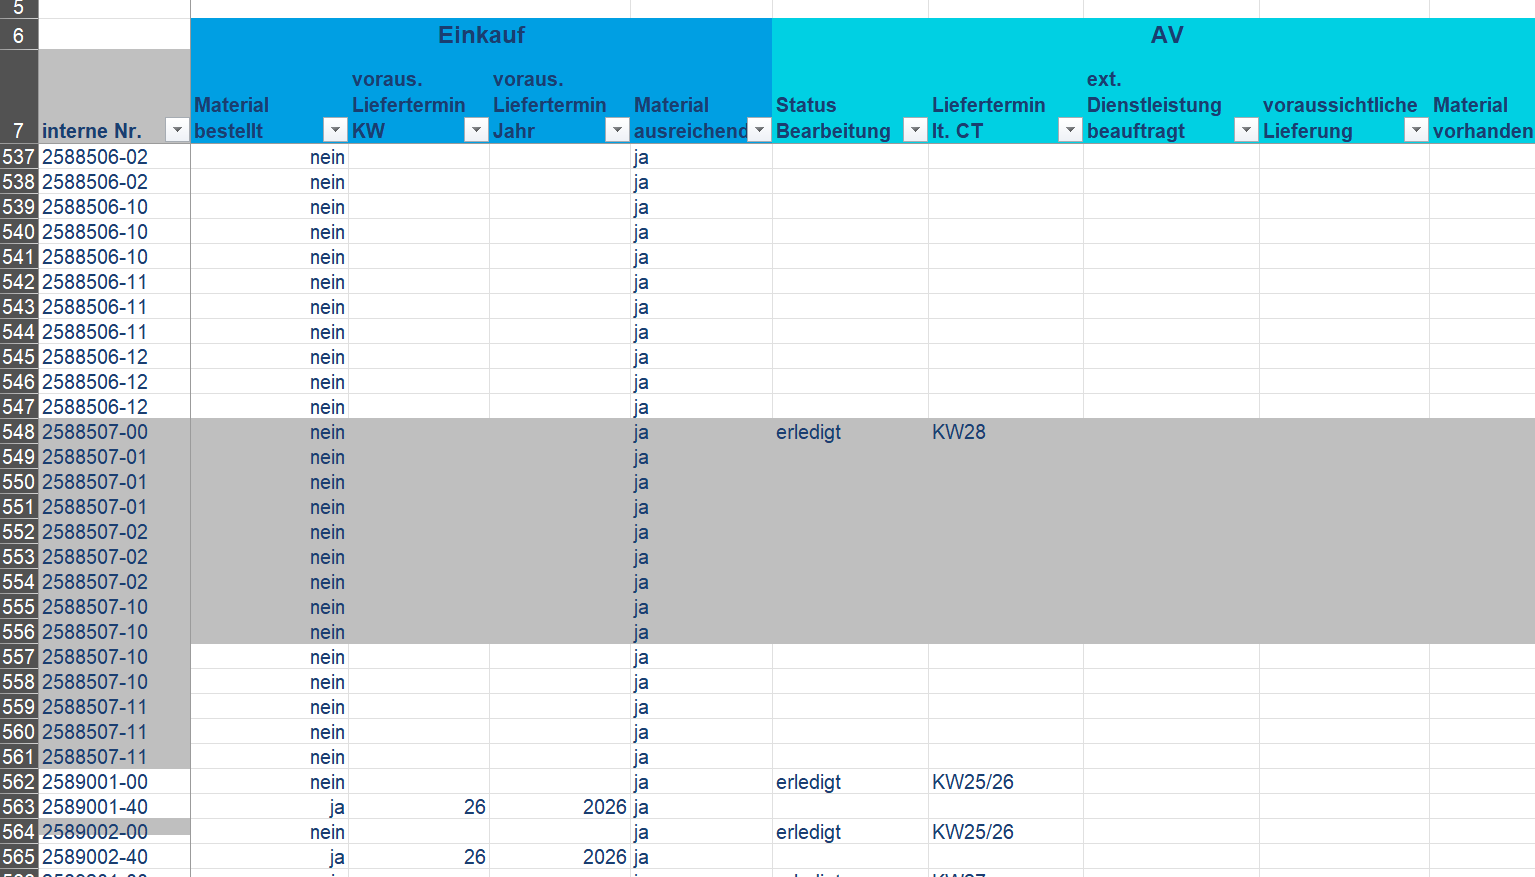 5
6 Einkauf AV
voraus. voraus. ext.
Material Liefertermin Liefertermin Material Status Liefertermin Dienstleistung voraussichtliche Material
7 interne Nr. bestellt KW Jahr ausreichend Bearbeitung lt. CT beauftragt Lieferung vorhanden
537 2588506-02 nein ja
538 2588506-02 nein ja
539 2588506-10 nein ja
540 2588506-10 nein ja
541 2588506-10 nein ja
542 2588506-11 nein ja
543 2588506-11 nein ja
544 2588506-11 nein ja
545 2588506-12 nein ja
546 2588506-12 nein ja
547 2588506-12 nein ja
548 2588507-00 nein ja erledigt KW28
549 2588507-01 nein ja
550 2588507-01 nein ja
551 2588507-01 nein ja
552 2588507-02 nein ja
553 2588507-02 nein ja
554 2588507-02 nein ja
555 2588507-10 nein ja
556 2588507-10 nein ja
557 2588507-10 nein ja
558 2588507-10 nein ja
559 2588507-11 nein ja
560 2588507-11 nein ja
561 2588507-11 nein ja
562 2589001-00 nein ja erledigt KW25/26
563 2589001-40 ja 26 2026 ja
564 2589002-00 nein ja erledigt KW25/26
565 2589002-40 ja 26 2026 ja